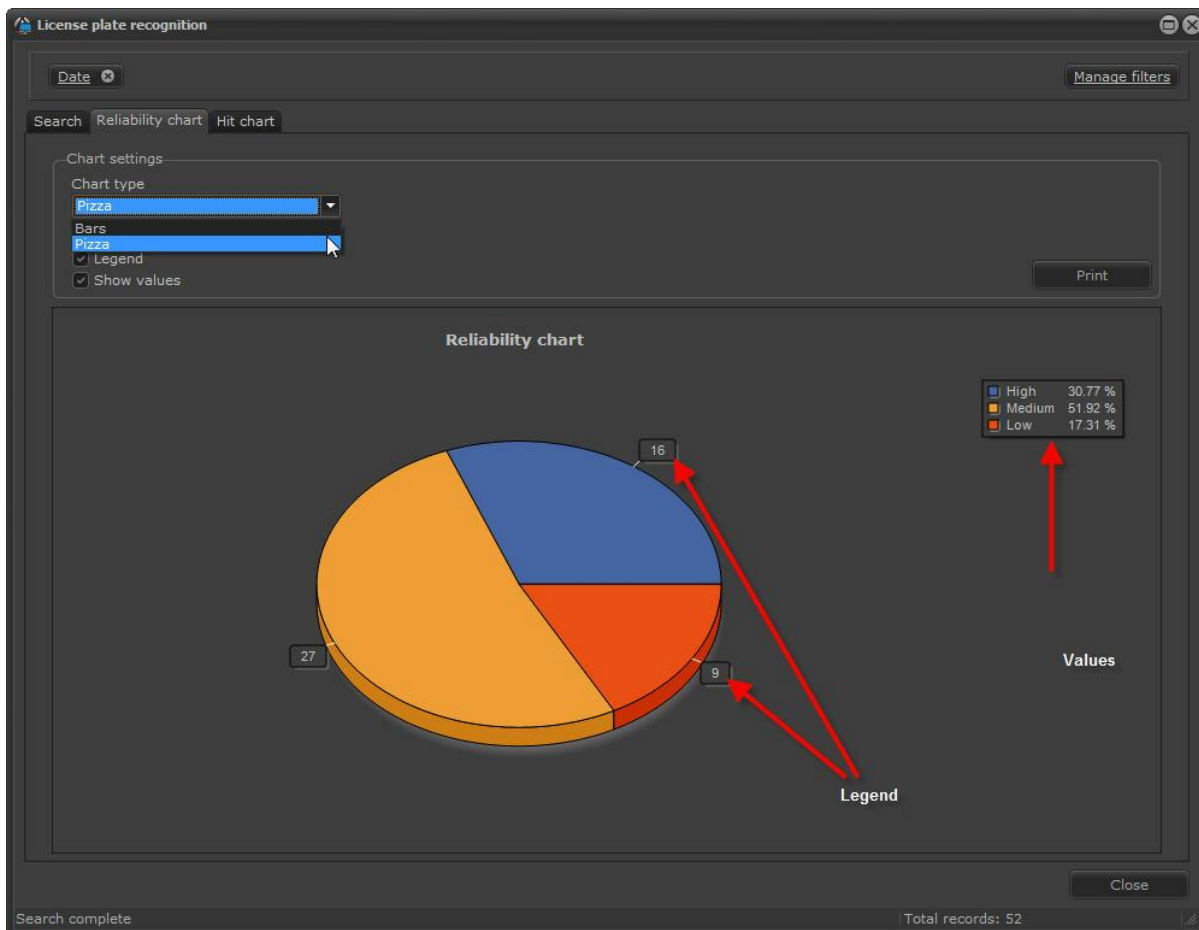 License plate recognition
Date
Manage filters
Search Reliability chart Hit chart
Chart settings
Chart type
Pizza
Bars
Pizza
Legend
Show values
Print
Reliability chart
High 30.77 %
Medium 51.92 %
Low 17.31 %
16
27
9
Values
Legend
Close
Search complete
Total records: 52